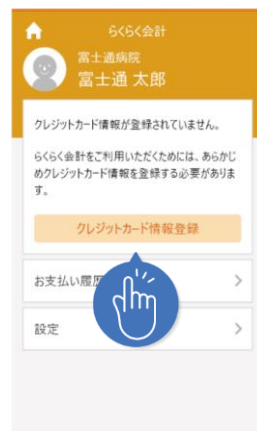 らくらく会計
富士通病院
富士通 太郎
クレジットカード情報が登録されていません。
らくらく会計をご利用いただくためには、あらかじ
めクレジットカード情報を登録する必要がありま
す。
クレジットカード情報登録
お支払い履歴
設定